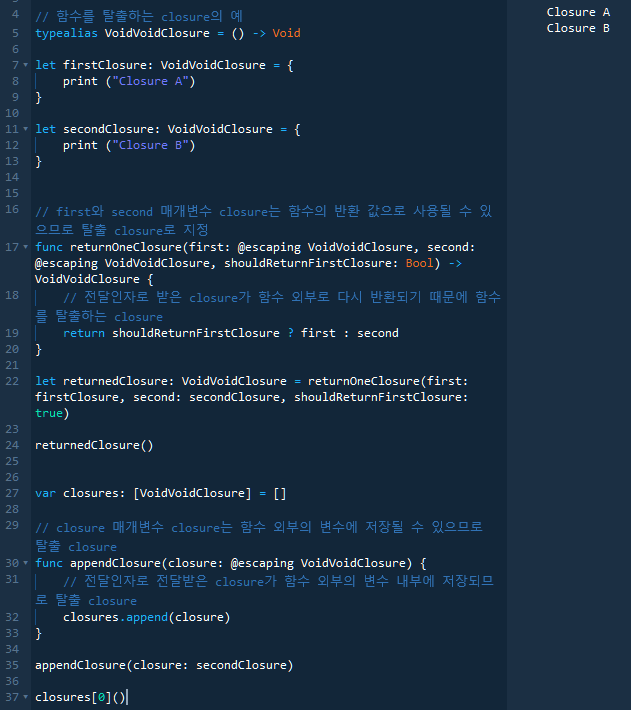 4 // 함수를 탈출하는 closure의 예
5 typealias VoidVoidClosure = () -> Void
6
7 let firstClosure: VoidVoidClosure = {
8 print ("Closure A")
9 }
10
11 let secondClosure: VoidVoidClosure = {
12 print ("Closure B")
13 }
14
15
16 // first와 second 매개변수 closure는 함수의 반환 값으로 사용될 수 있
으므로 탈출 closure로 지정
17 func returnOneClosure(first: @escaping VoidVoidClosure, second:
@escaping VoidVoidClosure, shouldReturnFirstClosure: Bool) ->
VoidVoidClosure {
18 // 전달인자로 받은 closure가 함수 외부로 다시 반환되기 때문에 함수
를 탈출하는 closure
19 return shouldReturnFirstClosure ? first : second
20 }
21
22 let returnedClosure: VoidVoidClosure = returnOneClosure(first:
firstClosure, second: secondClosure, shouldReturnFirstClosure:
true)
23
24 returnedClosure()
25
26
27 var closures: [VoidVoidClosure] = []
28
29 // closure 매개변수 closure는 함수 외부의 변수에 저장될 수 있으므로
탈출 closure
30 func appendClosure(closure: @escaping VoidVoidClosure) {
31 // 전달인자로 전달받은 closure가 함수 외부의 변수 내부에 저장되므
로 탈출 closure
32 closures.append(closure)
33 }
34
35 appendClosure(closure: secondClosure)
36
37 closures[0]()
Closure A
Closure B